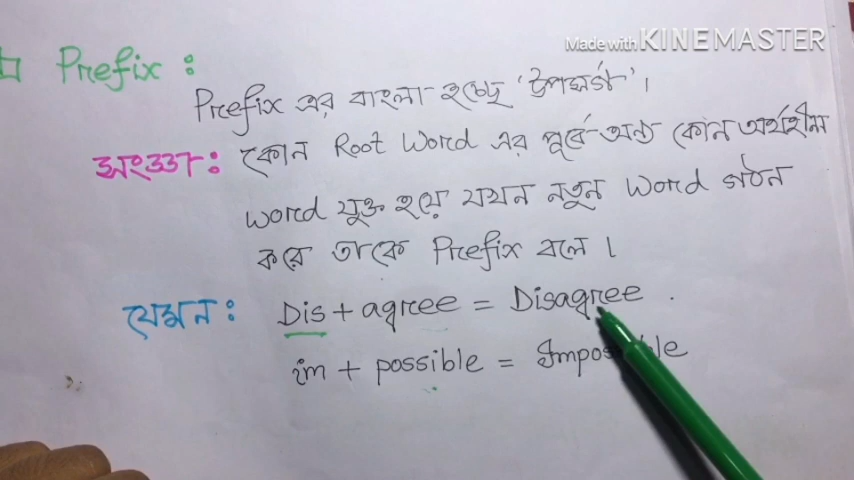 Made with KINEMASTER
Prefix :
Prefix এর বাংলা হচ্ছে 'উপসর্গ'।
সংজ্ঞা: কোন Root Word এর পূর্বে অন্য কোন অর্থহীন
word যুক্ত হয়ে যখন নতুন Word গঠন
করে তাকে Prefix বলে।
যেমন: Dis + agree = Disagree.
im + possible = Impossible